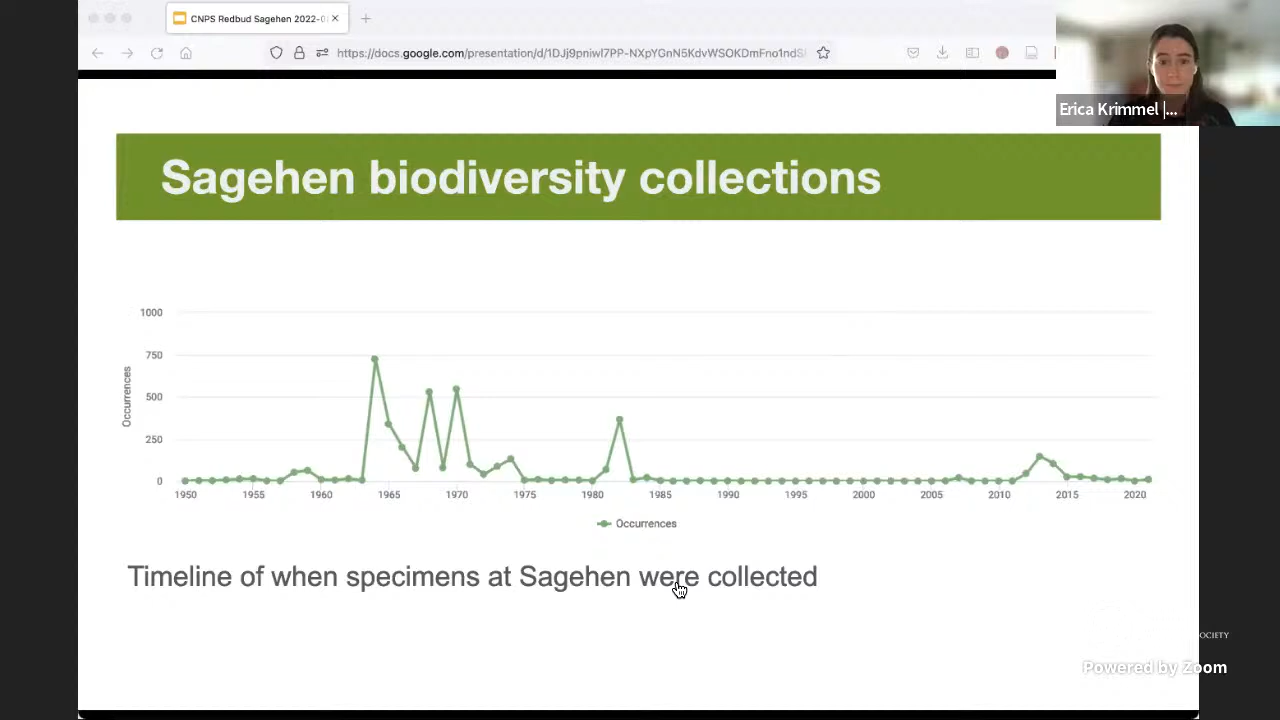 CNPS Redbud Sagehen 2022-0
https://docs.google.com/presentation/d/1DJj9pniwI7PP-NXpYGnN5KdvWSOKDmFno1ndS
Erica Krimmel |...
Sagehen biodiversity collections
1000
750
500
250
0
Occurrences
1950 1955 1960 1965 1970 1975 1980 1985 1990 1995 2000 2005 2010 2015 2020
Occurrences
Timeline of when specimens at Sagehen were collected
OCIETY
Powered by Zoom